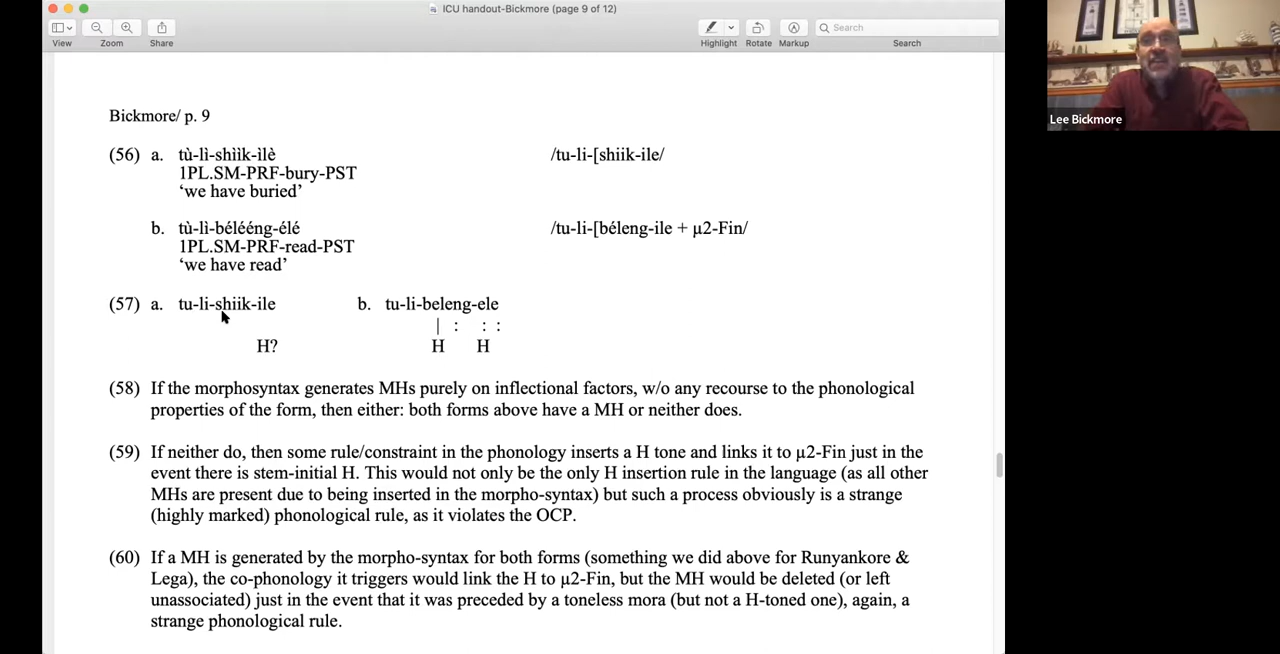 ICU handout-Bickmore (page 9 of 12)
View Zoom Share Highlight Rotate Markup Search
Search
Lee Bickmore
Bickmore/ p. 9
(56) a. tù-lì-shììk-ìlè /tu-li-[shiik-ile/
1PL.SM-PRF-bury-PST
‘we have buried’
b. tù-lì-bélééng-élé /tu-li-[béleng-ile + μ2-Fin/
1PL.SM-PRF-read-PST
‘we have read’
(57) a. tu-li-shiik-ile b. tu-li-beleng-ele
| : : :
H? H H
(58) If the morphosyntax generates MHs purely on inflectional factors, w/o any recourse to the phonological
properties of the form, then either: both forms above have a MH or neither does.
(59) If neither do, then some rule/constraint in the phonology inserts a H tone and links it to μ2-Fin just in the
event there is stem-initial H. This would not only be the only H insertion rule in the language (as all other
MHs are present due to being inserted in the morpho-syntax) but such a process obviously is a strange
(highly marked) phonological rule, as it violates the OCP.
(60) If a MH is generated by the morpho-syntax for both forms (something we did above for Runyankore &
Lega), the co-phonology it triggers would link the H to μ2-Fin, but the MH would be deleted (or left
unassociated) just in the event that it was preceded by a toneless mora (but not a H-toned one), again, a
strange phonological rule.